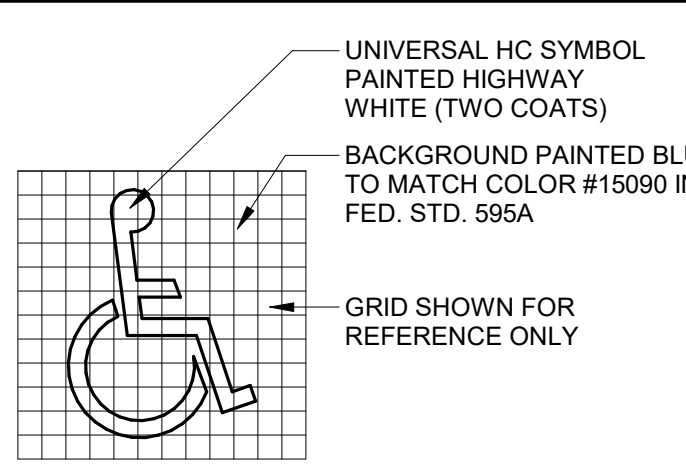 UNIVERSAL HC SYMBOL
PAINTED HIGHWAY
WHITE (TWO COATS)
BACKGROUND PAINTED
TO MATCH COLOR #15090
FED. STD. 595A
GRID SHOWN FOR
REFERENCE ONLY